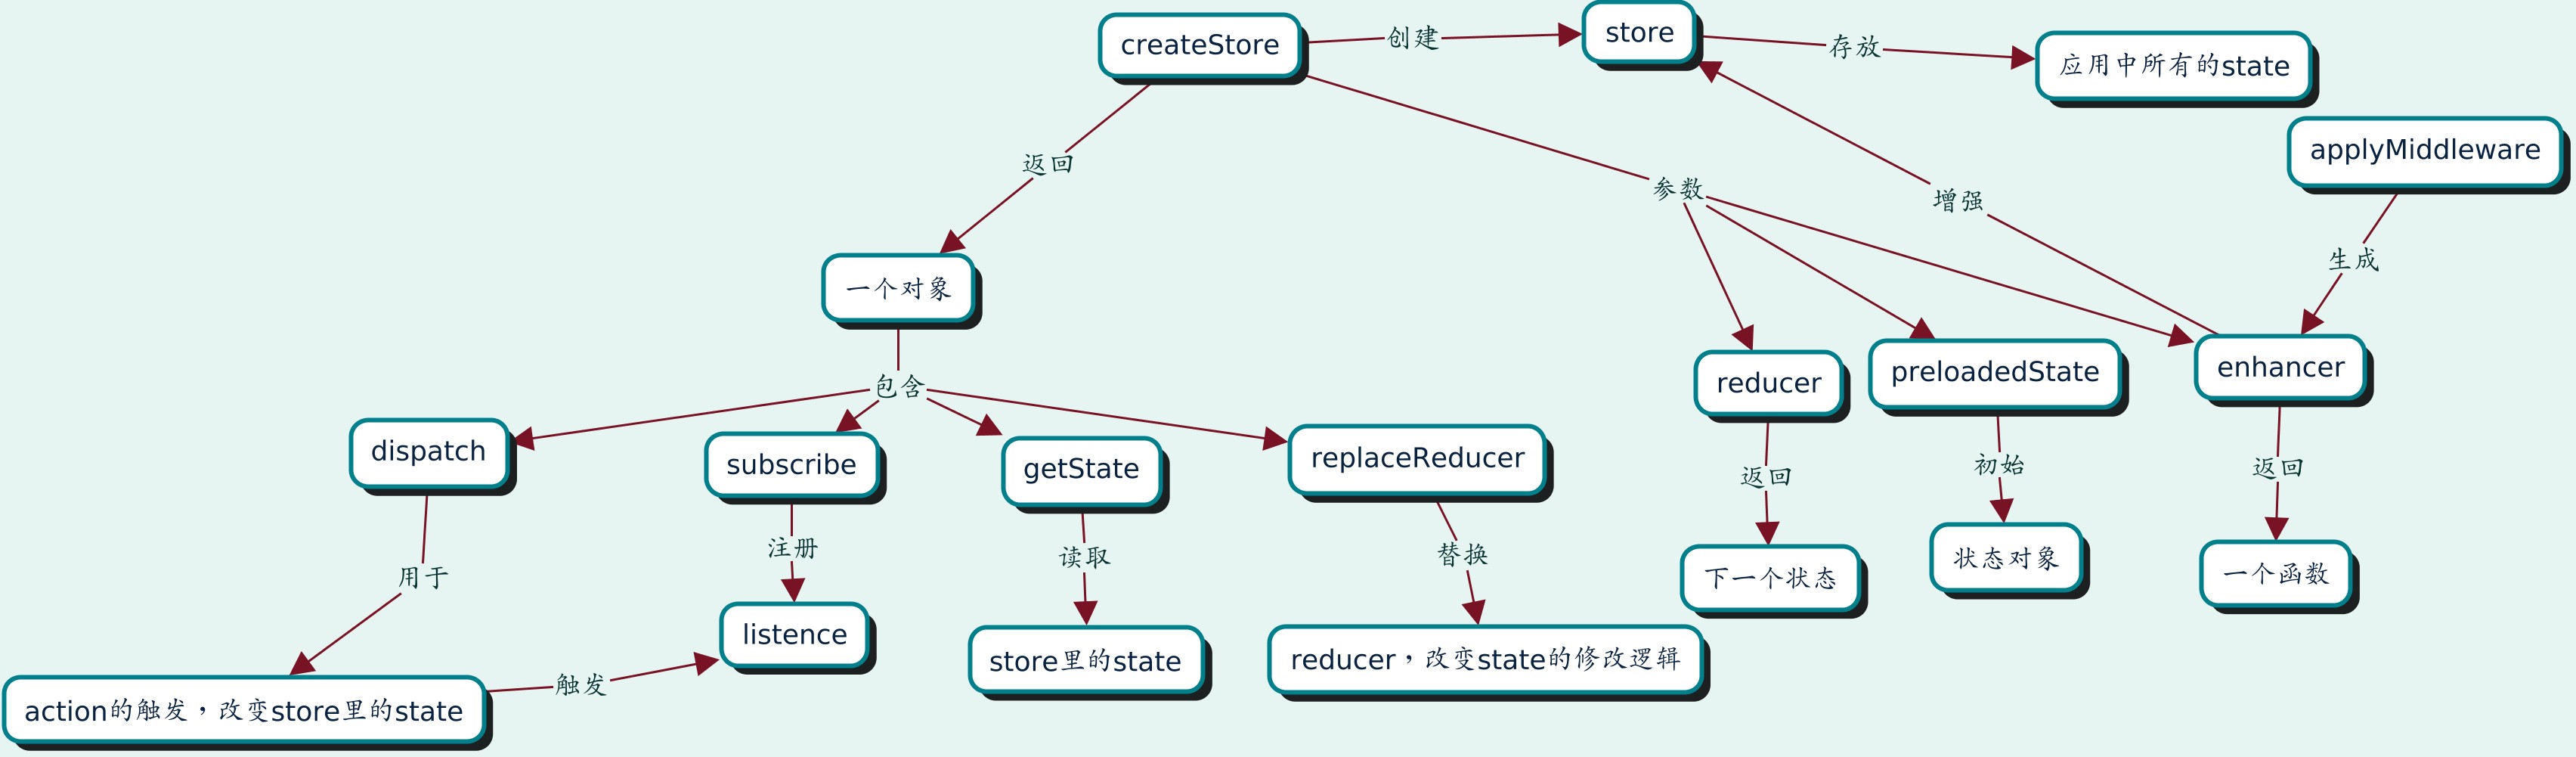 createStore
创建
store
存放
应用中所有的state
applyMiddleware
返回
参数
增强
生成
一个对象
包含
reducer
preloadedState
enhancer
dispatch
subscribe
getState
replaceReducer
返回
初始
返回
用于
注册
读取
替换
下一个状态
状态对象
一个函数
listence
store里的state
reducer，改变state的修改逻辑
action的触发，改变store里的state
触发